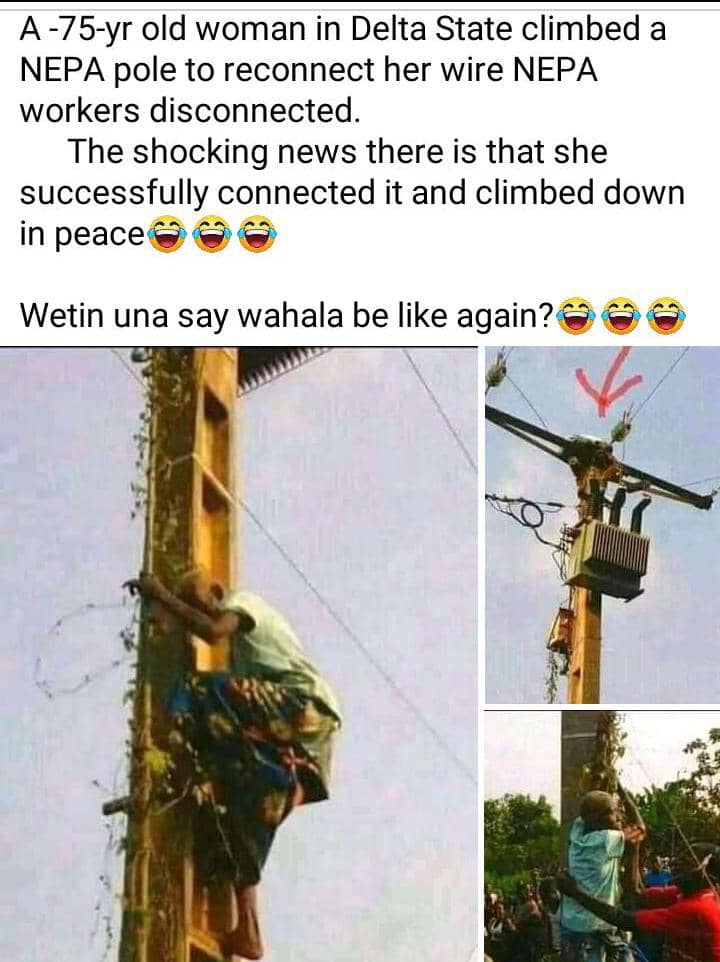 A -75-yr old woman in Delta State climbed a
NEPA pole to reconnect her wire NEPA
workers disconnected.
The shocking news there is that she
successfully connected it and climbed down
in peace😂😂😂
Wetin una say wahala be like again?😂😂😂